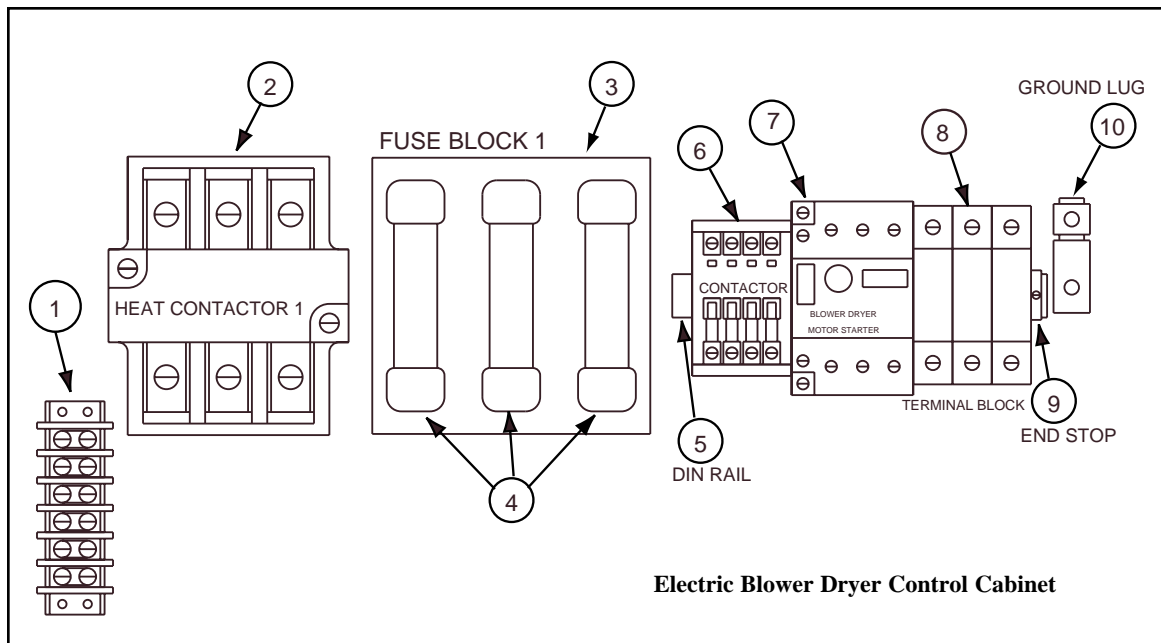 2
3
GROUND LUG
10
7
8
6
FUSE BLOCK 1
1
HEAT CONTACTOR 1
CONTACTOR
BLOWER DRYER
MOTOR STARTER
TERMINAL BLOCK
9
END STOP
5
DIN RAIL
4
Electric Blower Dryer Control Cabinet